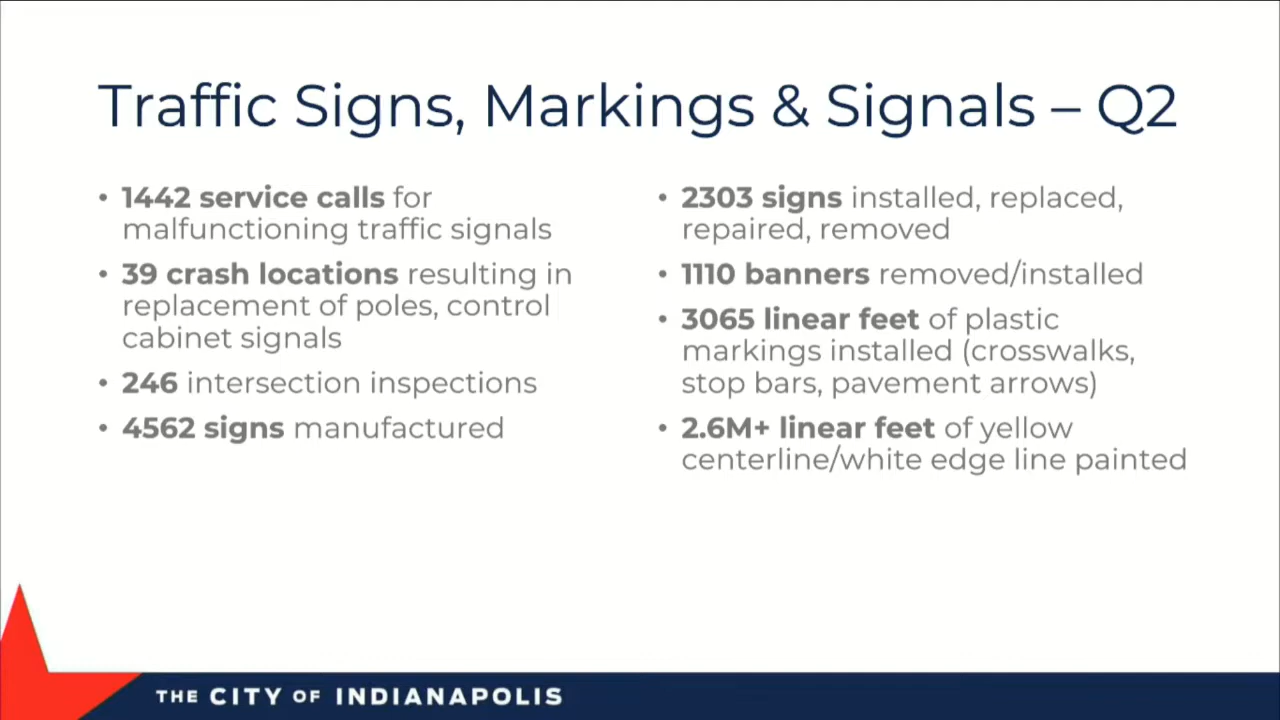 Traffic Signs, Markings & Signals – Q2
• 1442 service calls for
malfunctioning traffic signals
• 39 crash locations resulting in
replacement of poles, control
cabinet signals
• 246 intersection inspections
• 4562 signs manufactured
• 2303 signs installed, replaced,
repaired, removed
• 1110 banners removed/installed
• 3065 linear feet of plastic
markings installed (crosswalks,
stop bars, pavement arrows)
• 2.6M+ linear feet of yellow
centerline/white edge line painted
THE CITY OF INDIANAPOLIS